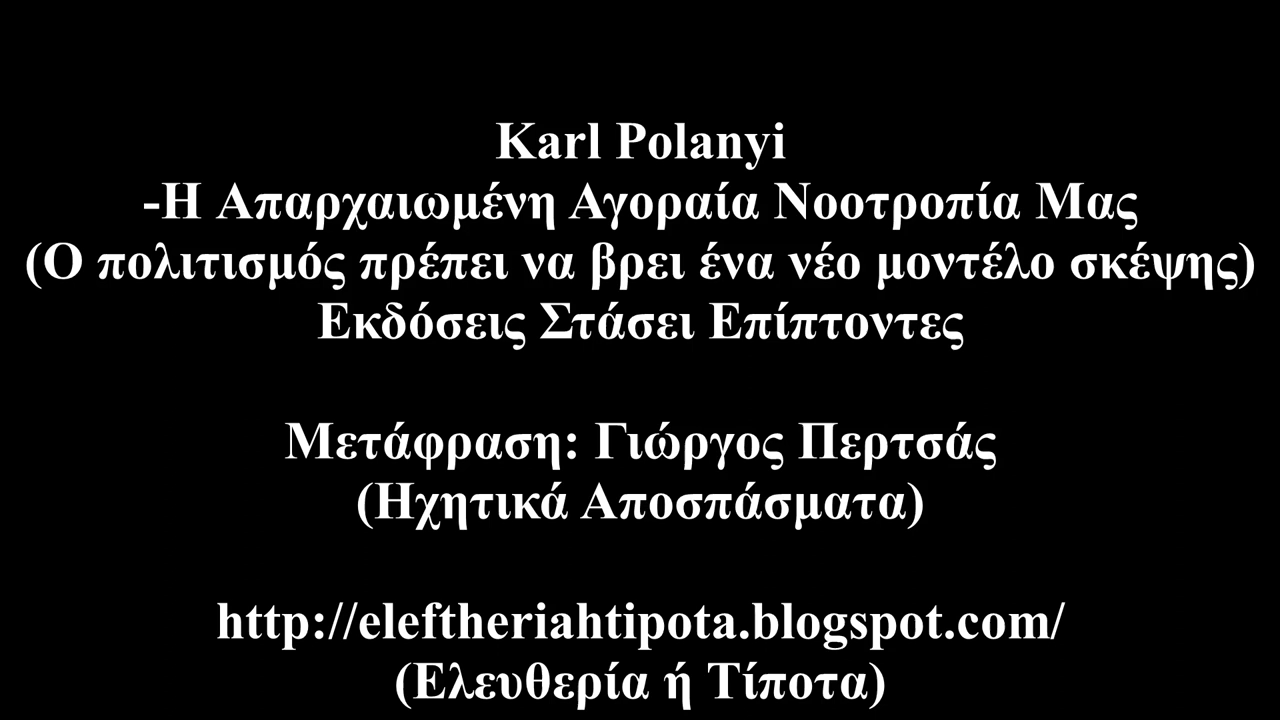 Karl Polanyi
-Η Απαρχαιωμένη Αγοραία Νοοτροπία Μας
(Ο πολιτισμός πρέπει να βρει ένα νέο μοντέλο σκέψης)
Εκδόσεις Στάσει Επίπτοντες
Μετάφραση: Γιώργος Περτσάς
(Ηχητικά Αποσπάσματα)
http://eleftheriahtipota.blogspot.com/
(Ελευθερία ή Τίποτα)